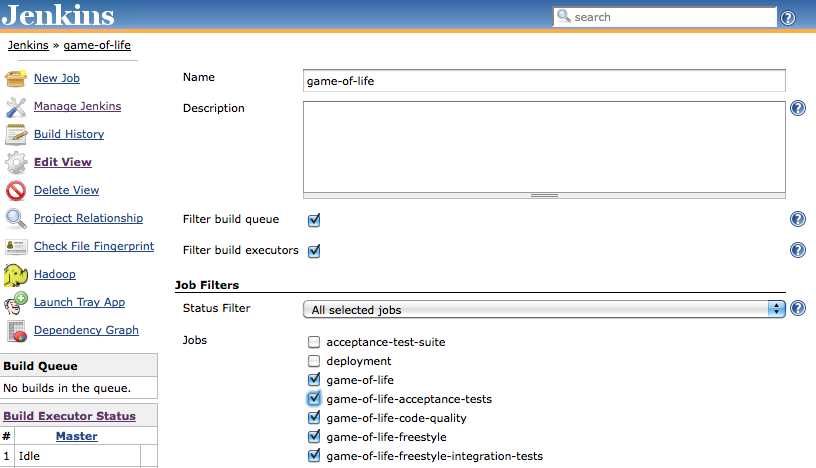 Jenkins
search
Jenkins » game-of-life
New Job
Manage Jenkins
Build History
Edit View
Delete View
Project Relationship
Check File Fingerprint
Hadoop
Launch Tray App
Dependency Graph
Build Queue
No builds in the queue.
Build Executor Status
# Master
1 Idle
Name game-of-life
Description
Filter build queue
Filter build executors
Job Filters
Status Filter All selected jobs
Jobs
acceptance-test-suite
deployment
game-of-life
game-of-life-acceptance-tests
game-of-life-code-quality
game-of-life-freestyle
game-of-life-freestyle-integration-tests